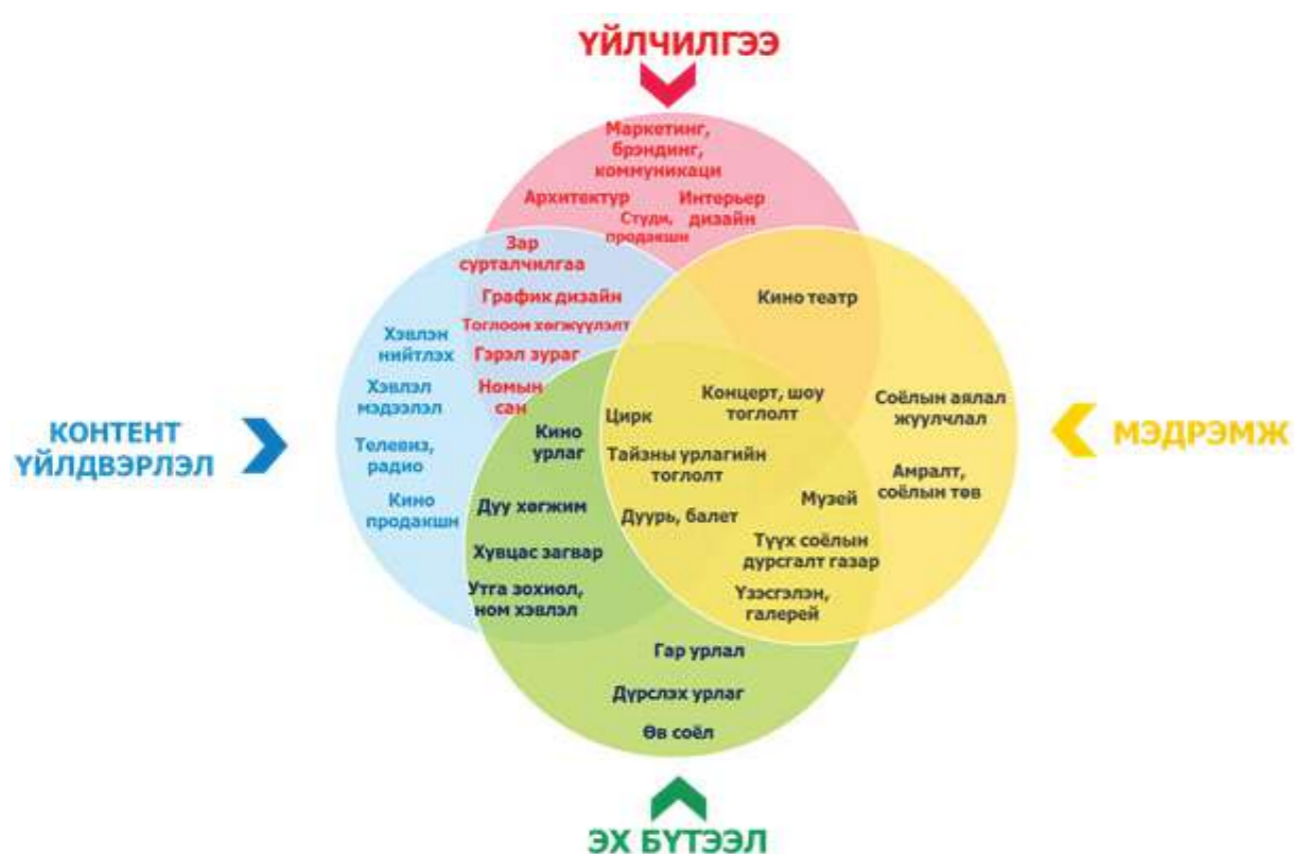 ҮЙЛЧИЛГЭЭ
Маркетинг,
брэндинг,
коммуникаци
Архитектур
Интерьер
дизайн
Студи,
продакшн
Зар
сурталчилгаа
График дизайн
Тоглоом хөгжүүлэлт
Гэрэл зураг
Номын
сан
Кино театр
Хэвлэн
нийтлэх
Хэвлэл
мэдээлэл
Телевиз,
радио
Кино
продакшн
КОНТЕНТ
ҮЙЛДВЭРЛЭЛ
Кино
урлаг
Дуу хөгжим
Хувцас загвар
Утга зохиол,
ном хэвлэл
Концерт, шоу
тоглолт
Цирк
Тайзны урлагийн
тоглолт
Дуурь, балет
Музей
Түүх соёлын
дурсгалт газар
Үзэсгэлэн,
галерей
Соёлын аялал
жуулчлал
Амралт,
соёлын төв
МЭДРЭМЖ
Гар урлал
Дүрслэх урлаг
Өв соёл
ЭХ БҮТЭЭЛ